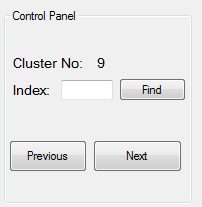 Control Panel
Cluster No: 9
Index: Find
Previous Next